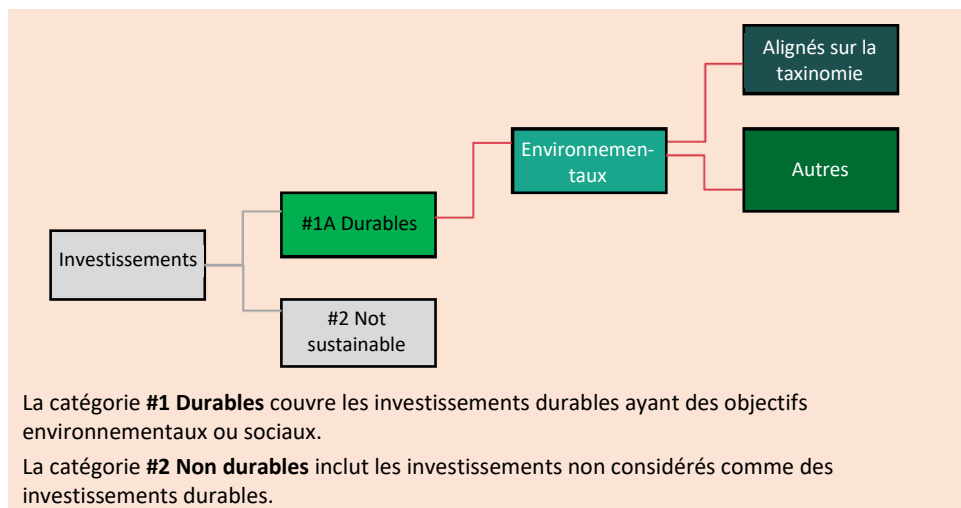 Alignés sur la
taxinomie
Environnemen-
taux
Autres
#1A Durables
Investissements
#2 Not
sustainable
La catégorie #1 Durables couvre les investissements durables ayant des objectifs
environnementaux ou sociaux.
La catégorie #2 Non durables inclut les investissements non considérés comme des
investissements durables.